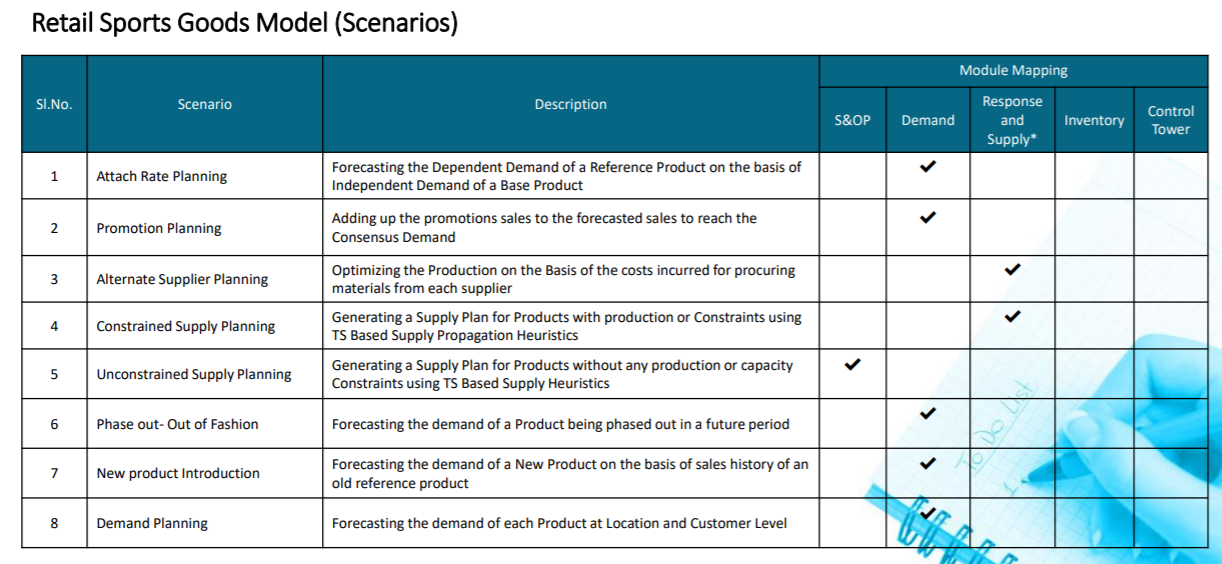 Retail Sports Goods Model (Scenarios)
Sl.No.
Scenario
Description
Module Mapping
S&OP
Demand
Response
and
Supply*
Inventory
Control
Tower
1
Attach Rate Planning
Forecasting the Dependent Demand of a Reference Product on the basis of
Independent Demand of a Base Product
✔
2
Promotion Planning
Adding up the promotions sales to the forecasted sales to reach the
Consensus Demand
✔
3
Alternate Supplier Planning
Optimizing the Production on the Basis of the costs incurred for procuring
materials from each supplier
✔
4
Constrained Supply Planning
Generating a Supply Plan for Products with production or Constraints using
TS Based Supply Propagation Heuristics
✔
5
Unconstrained Supply Planning
Generating a Supply Plan for Products without any production or capacity
Constraints using TS Based Supply Heuristics
✔
6
Phase out- Out of Fashion
Forecasting the demand of a Product being phased out in a future period
✔
7
New product Introduction
Forecasting the demand of a New Product on the basis of sales history of an
old reference product
✔
8
Demand Planning
Forecasting the demand of each Product at Location and Customer Level
✔
To Do List
1